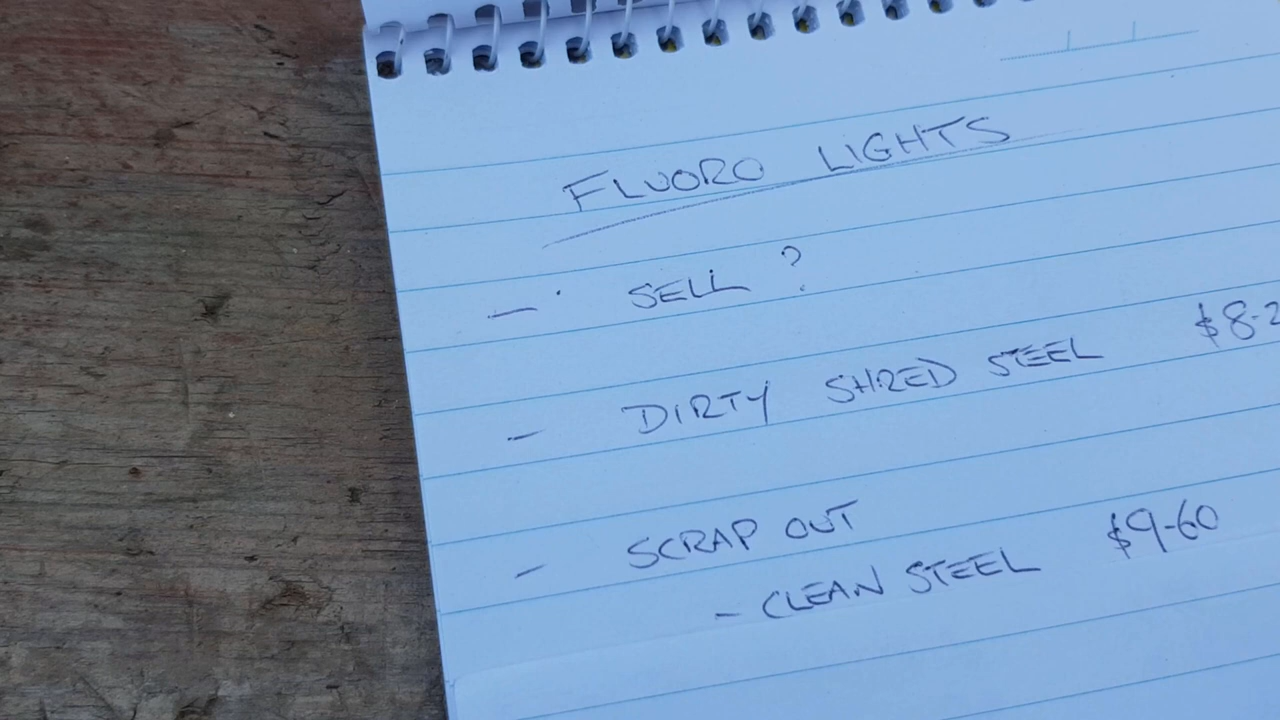 FLUORO LIGHTS
- SELL ?
- DIRTY SHRED STEEL $8-2
- SCRAP OUT
- CLEAN STEEL $9-60